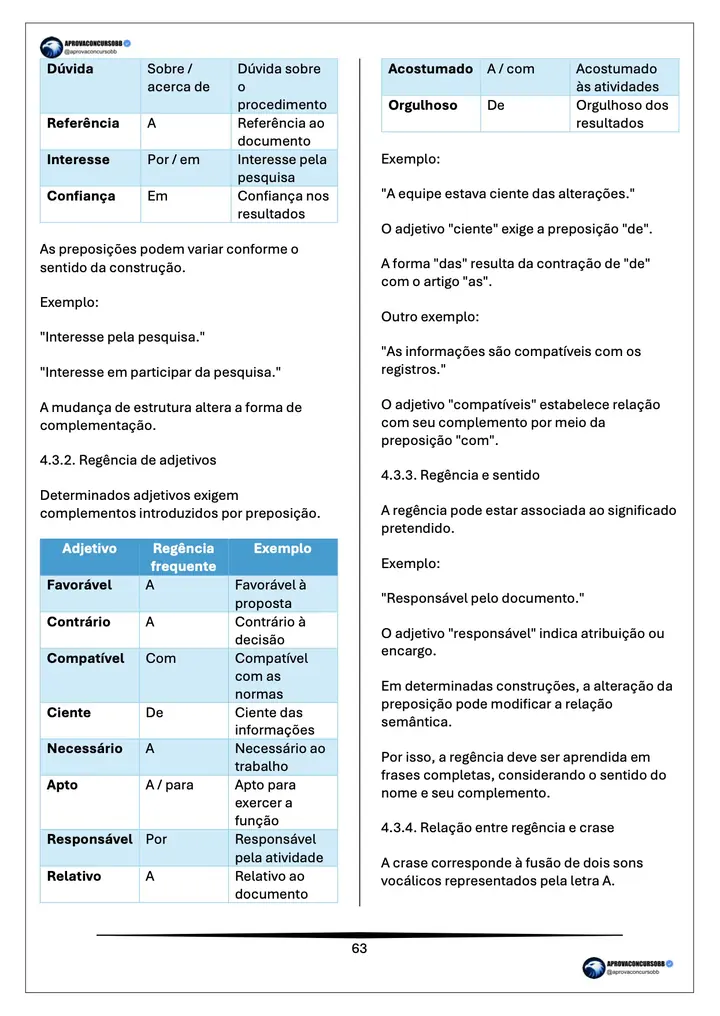 APROVACONCURSOBB
@aprovaconcursobb
Dúvida Sobre / Dúvida sobre
acerca de o
procedimento
Referência A Referência ao
documento
Interesse Por / em Interesse pela
pesquisa
Confiança Em Confiança nos
resultados
As preposições podem variar conforme o
sentido da construção.
Exemplo:
"Interesse pela pesquisa."
"Interesse em participar da pesquisa."
A mudança de estrutura altera a forma de
complementação.
4.3.2. Regência de adjetivos
Determinados adjetivos exigem
complementos introduzidos por preposição.
Adjetivo Regência Exemplo
frequente
Favorável A Favorável à
proposta
Contrário A Contrário à
decisão
Compatível Com Compatível
com as
normas
Ciente De Ciente das
informações
Necessário A Necessário ao
trabalho
Apto A / para Apto para
exercer a
função
Responsável Por Responsável
pela atividade
Relativo A Relativo ao
documento
Acostumado A / com Acostumado
às atividades
Orgulhoso De Orgulhoso dos
resultados
Exemplo:
"A equipe estava ciente das alterações."
O adjetivo "ciente" exige a preposição "de".
A forma "das" resulta da contração de "de"
com o artigo "as".
Outro exemplo:
"As informações são compatíveis com os
registros."
O adjetivo "compatíveis" estabelece relação
com seu complemento por meio da
preposição "com".
4.3.3. Regência e sentido
A regência pode estar associada ao significado
pretendido.
Exemplo:
"Responsável pelo documento."
O adjetivo "responsável" indica atribuição ou
encargo.
Em determinadas construções, a alteração da
preposição pode modificar a relação
semântica.
Por isso, a regência deve ser aprendida em
frases completas, considerando o sentido do
nome e seu complemento.
4.3.4. Relação entre regência e crase
A crase corresponde à fusão de dois sons
vocálicos representados pela letra A.
63
APROVACONCURSOBB
@aprovaconcursobb